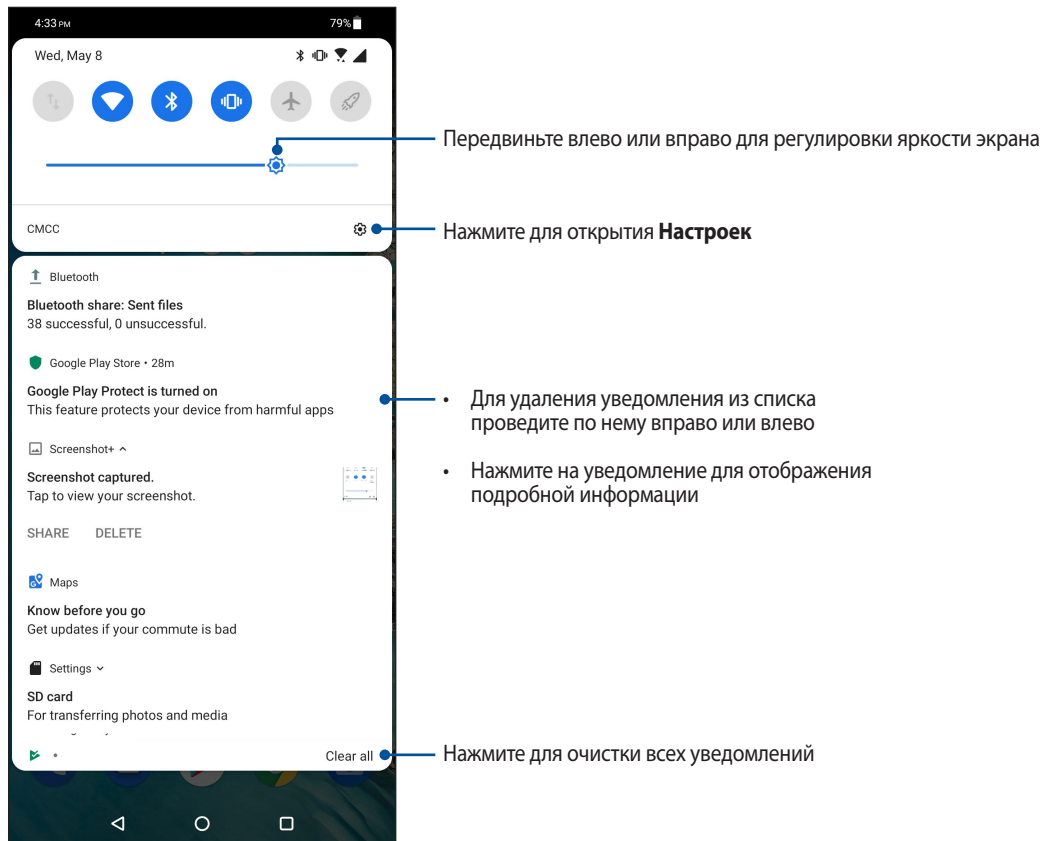 4:33 PM 79%
Wed, May 8
Передвиньте влево или вправо для регулировки яркости экрана
CMCC
Нажмите для открытия Настроек
Bluetooth
Bluetooth share: Sent files
38 successful, 0 unsuccessful.
Google Play Store • 28m
Google Play Protect is turned on
This feature protects your device from harmful apps
• Для удаления уведомления из списка
проведите по нему вправо или влево
Screenshot+
Screenshot captured.
Tap to view your screenshot.
• Нажмите на уведомление для отображения
подробной информации
SHARE DELETE
Maps
Know before you go
Get updates if your commute is bad
Settings
SD card
For transferring photos and media
Clear all
Нажмите для очистки всех уведомлений